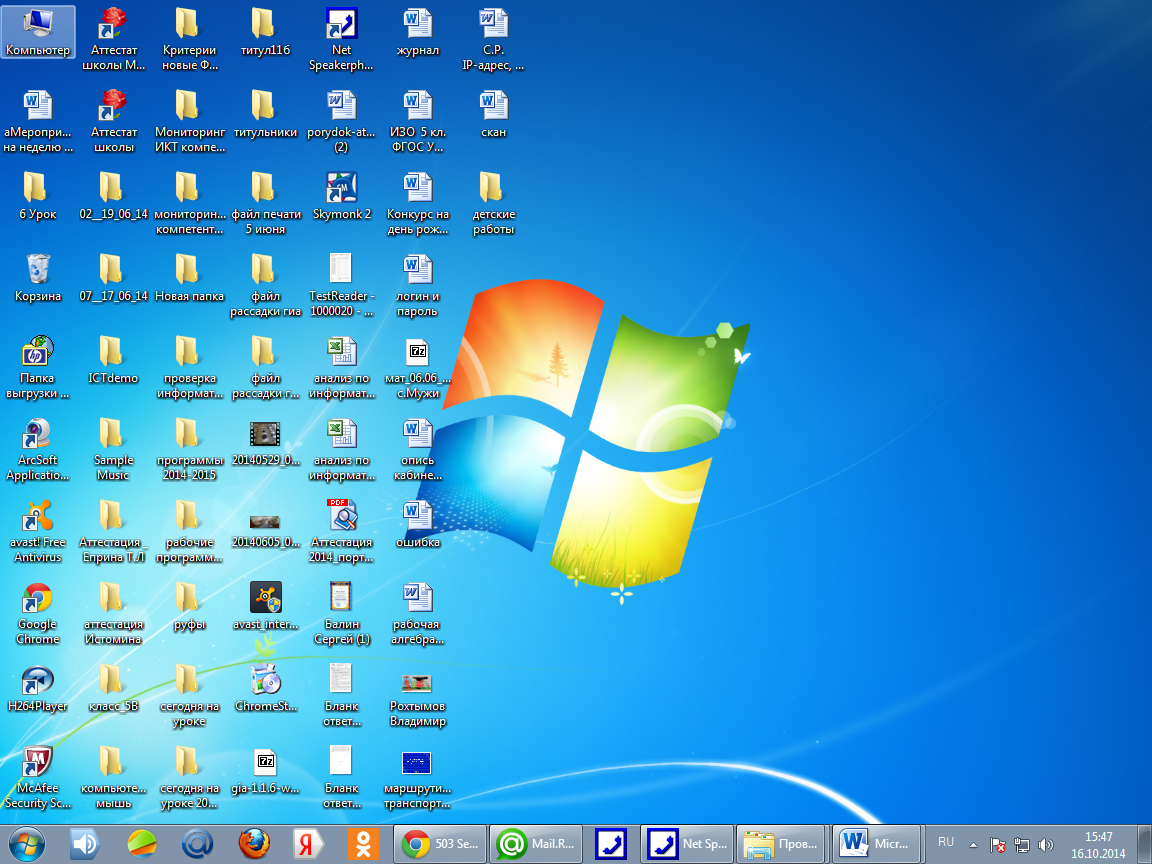 Компьютер
Аттестат
школы М...
Критерии
новые Ф...
титул116
Net
Speakerph...
журнал
С.Р.
IP-адрес, ...
аМеропри...
на неделю ...
Аттестат
школы
Мониторинг
ИКТ компе...
титульники
porydok-at...
(2)
ИЗО 5 кл.
ФГОС У...
скан
6 Урок
02__19_06_14
мониторин...
компетент...
файл печати
5 июня
Skymonk 2
Конкурс на
день рож...
детские
работы
Корзина
07__17_06_14
Новая папка
файл
рассадки гиа
TestReader -
1000020 - ...
логин и
пароль
Папка
выгрузки ...
ICTdemo
проверка
информат...
файл
рассадки г...
анализ по
информат...
мат_06.06_...
с.Мужи
ArcSoft
Applicatio...
Sample
Music
программы
2014-2015
20140529_0...
анализ по
информат...
опись
кабине...
avast! Free
Antivirus
Аттестация_
Еприна Т.Л
рабочие
программ...
20140605_0...
Аттестация
2014_порт...
ошибка
Google
Chrome
аттестация
Истомина
руфы
avast_inter...
Балин
Сергей (1)
рабочая
алгебра...
H264Player
класс_5В
сегодня на
уроке
ChromeSt...
Бланк
ответ...
Рохтымов
Владимир
McAfee
Security Sc...
компьюте...
мышь
сегодня на
уроке 20...
gia-1.1.6-w...
Бланк
ответ...
маршрути...
транспорт...
503 Se...
Mail.R...
Net Sp...
Пров...
Micr...
RU
15:47
16.10.2014